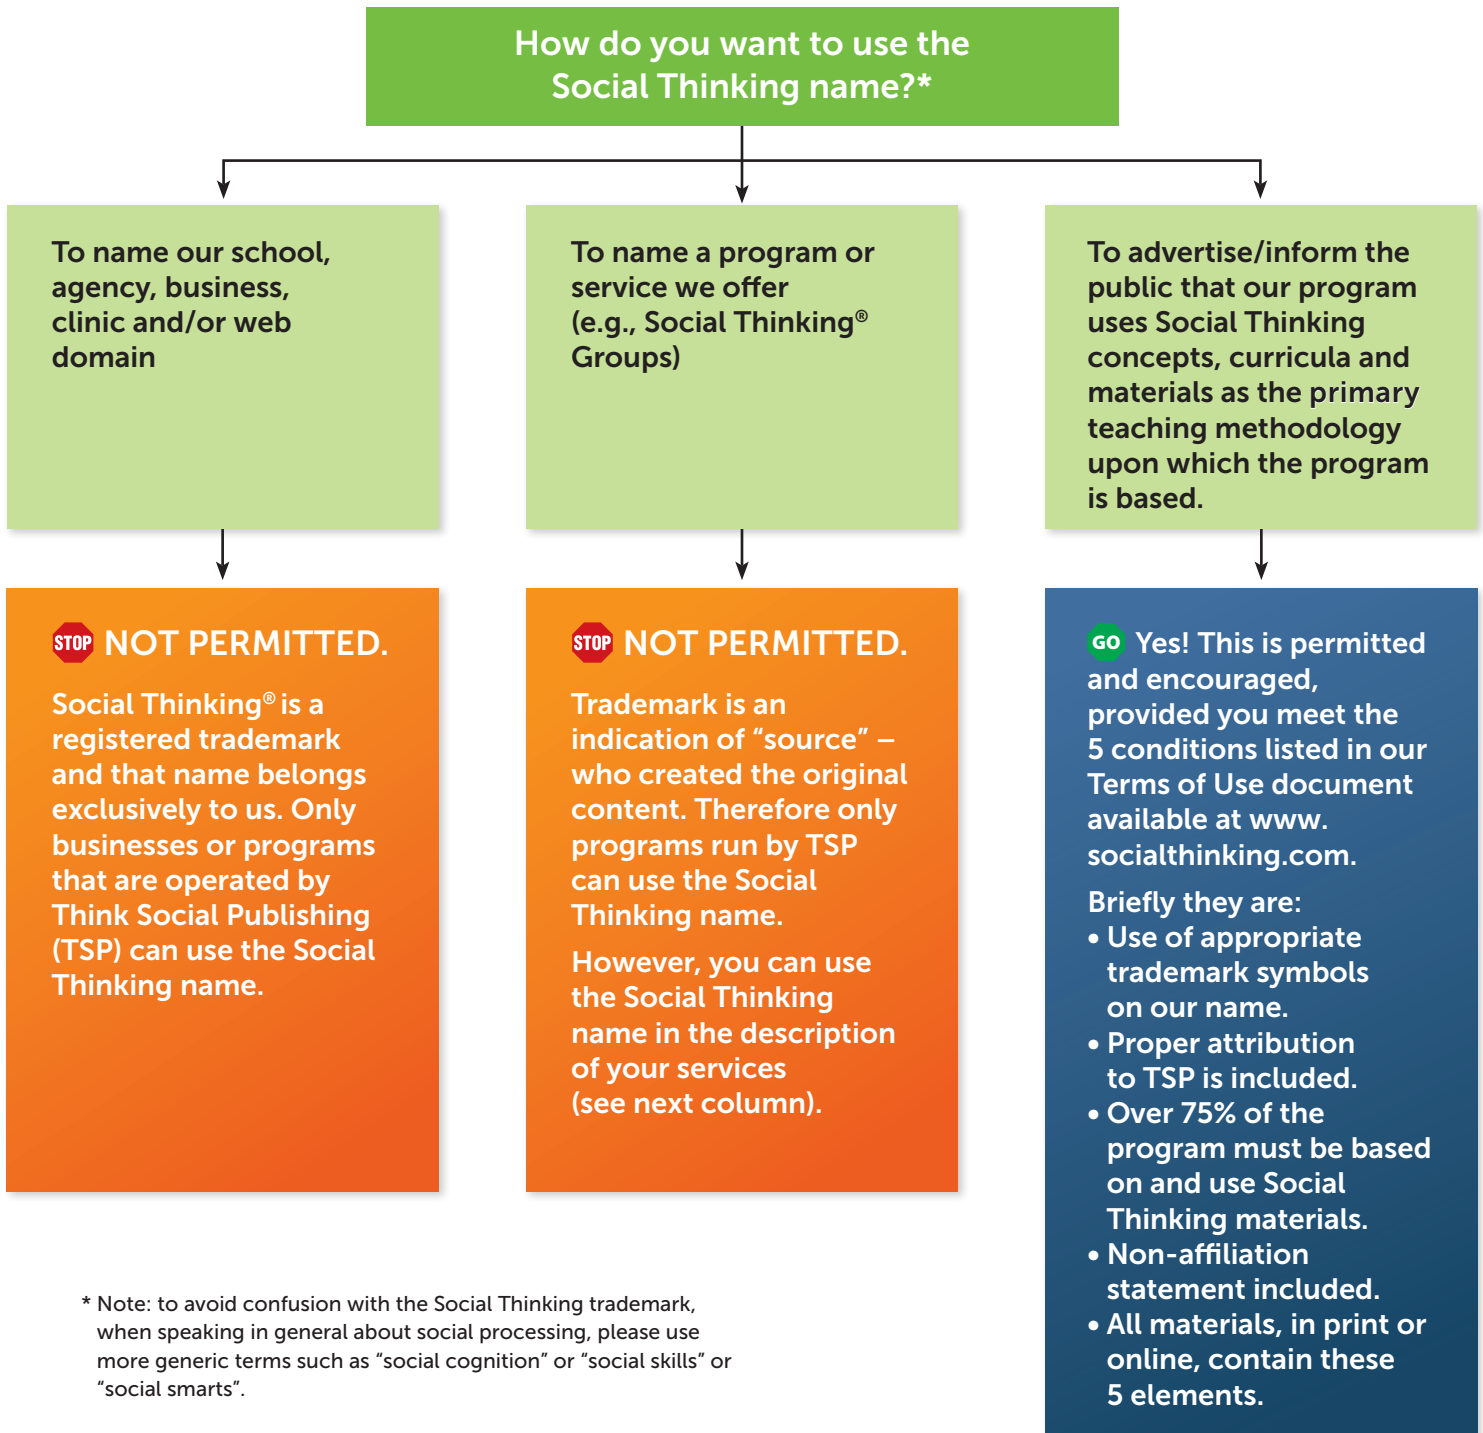 How do you want to use the
Social Thinking name?*
To name our school,
agency, business,
clinic and/or web
domain
To name a program or
service we offer
(e.g., Social Thinking®
Groups)
To advertise/inform the
public that our program
uses Social Thinking
concepts, curricula and
materials as the primary
teaching methodology
upon which the program
is based.
STOP NOT PERMITTED.
Social Thinking® is a
registered trademark
and that name belongs
exclusively to us. Only
businesses or programs
that are operated by
Think Social Publishing
(TSP) can use the Social
Thinking name.
STOP NOT PERMITTED.
Trademark is an
indication of “source” –
who created the original
content. Therefore only
programs run by TSP
can use the Social
Thinking name.
However, you can use
the Social Thinking
name in the description
of your services
(see next column).
GO Yes! This is permitted
and encouraged,
provided you meet the
5 conditions listed in our
Terms of Use document
available at www.
socialthinking.com.
Briefly they are:
• Use of appropriate
trademark symbols
on our name.
• Proper attribution
to TSP is included.
• Over 75% of the
program must be based
on and use Social
Thinking materials.
• Non-affiliation
statement included.
• All materials, in print or
online, contain these
5 elements.
* Note: to avoid confusion with the Social Thinking trademark,
when speaking in general about social processing, please use
more generic terms such as “social cognition” or “social skills” or
“social smarts”.